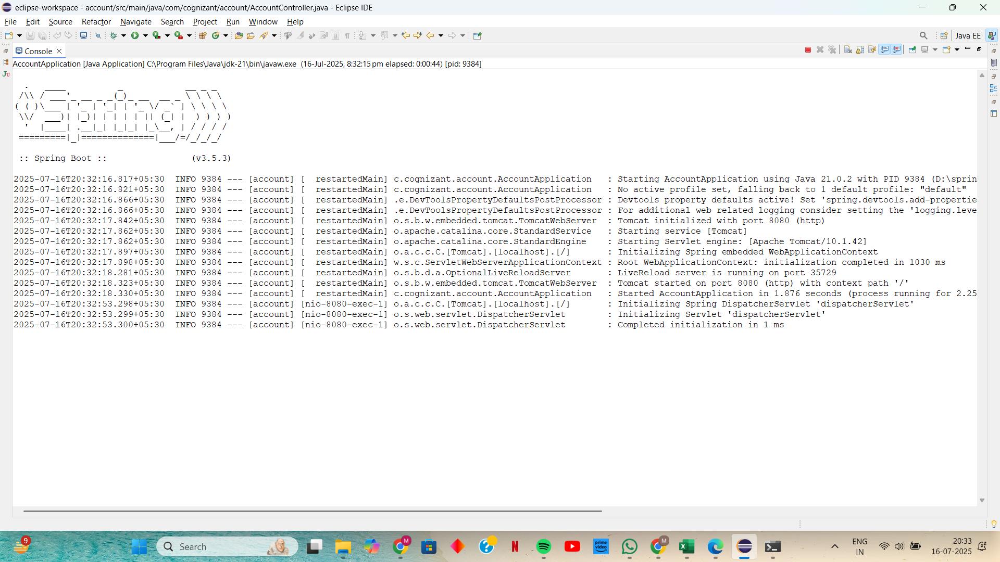 eclipse-workspace - account/src/main/java/com/cognizant/account/AccountController.java - Eclipse IDE
File Edit Source Refactor Navigate Search Project Run Window Help
Java EE
Console
AccountApplication [Java Application] C:\Program Files\Java\jdk-21\bin\javaw.exe (16-Jul-2025, 8:32:15 pm elapsed: 0:00:44) [pid: 9384]
Spring
:: Spring Boot :: (v3.5.3)
2025-07-16T20:32:16.817+05:30 INFO 9384 --- [account] [ restartedMain] c.cognizant.account.AccountApplication : Starting AccountApplication using Java 21.0.2 with PID 9384 (D:\sprin
2025-07-16T20:32:16.821+05:30 INFO 9384 --- [account] [ restartedMain] c.cognizant.account.AccountApplication : No active profile set, falling back to 1 default profile: "default"
2025-07-16T20:32:16.866+05:30 INFO 9384 --- [account] [ restartedMain] .e.DevToolsPropertyDefaultsPostProcessor : Devtools property defaults active! Set 'spring.devtools.add-propertie
2025-07-16T20:32:16.866+05:30 INFO 9384 --- [account] [ restartedMain] .e.DevToolsPropertyDefaultsPostProcessor : For additional web related logging consider setting the 'logging.leve
2025-07-16T20:32:17.842+05:30 INFO 9384 --- [account] [ restartedMain] o.s.b.w.embedded.tomcat.TomcatWebServer : Tomcat initialized with port 8080 (http)
2025-07-16T20:32:17.862+05:30 INFO 9384 --- [account] [ restartedMain] o.apache.catalina.core.StandardService : Starting service [Tomcat]
2025-07-16T20:32:17.862+05:30 INFO 9384 --- [account] [ restartedMain] o.apache.catalina.core.StandardEngine : Starting Servlet engine: [Apache Tomcat/10.1.42]
2025-07-16T20:32:17.897+05:30 INFO 9384 --- [account] [ restartedMain] o.a.c.c.C.[Tomcat].[localhost].[/] : Initializing Spring embedded WebApplicationContext
2025-07-16T20:32:17.898+05:30 INFO 9384 --- [account] [ restartedMain] w.s.c.ServletWebServerApplicationContext : Root WebApplicationContext: initialization completed in 1030 ms
2025-07-16T20:32:18.281+05:30 INFO 9384 --- [account] [ restartedMain] o.s.b.d.a.OptionalLiveReloadServer : LiveReload server is running on port 35729
2025-07-16T20:32:18.323+05:30 INFO 9384 --- [account] [ restartedMain] o.s.b.w.embedded.tomcat.TomcatWebServer : Tomcat started on port 8080 (http) with context path '/'
2025-07-16T20:32:18.330+05:30 INFO 9384 --- [account] [ restartedMain] c.cognizant.account.AccountApplication : Started AccountApplication in 1.876 seconds (process running for 2.25
2025-07-16T20:32:53.298+05:30 INFO 9384 --- [account] [nio-8080-exec-1] o.a.c.c.C.[Tomcat].[localhost].[/] : Initializing Spring DispatcherServlet 'dispatcherServlet'
2025-07-16T20:32:53.299+05:30 INFO 9384 --- [account] [nio-8080-exec-1] o.s.web.servlet.DispatcherServlet : Initializing Servlet 'dispatcherServlet'
2025-07-16T20:32:53.300+05:30 INFO 9384 --- [account] [nio-8080-exec-1] o.s.web.servlet.DispatcherServlet : Completed initialization in 1 ms
9
Search
M
N
prime video
M
ENG
IN
20:33
16-07-2025